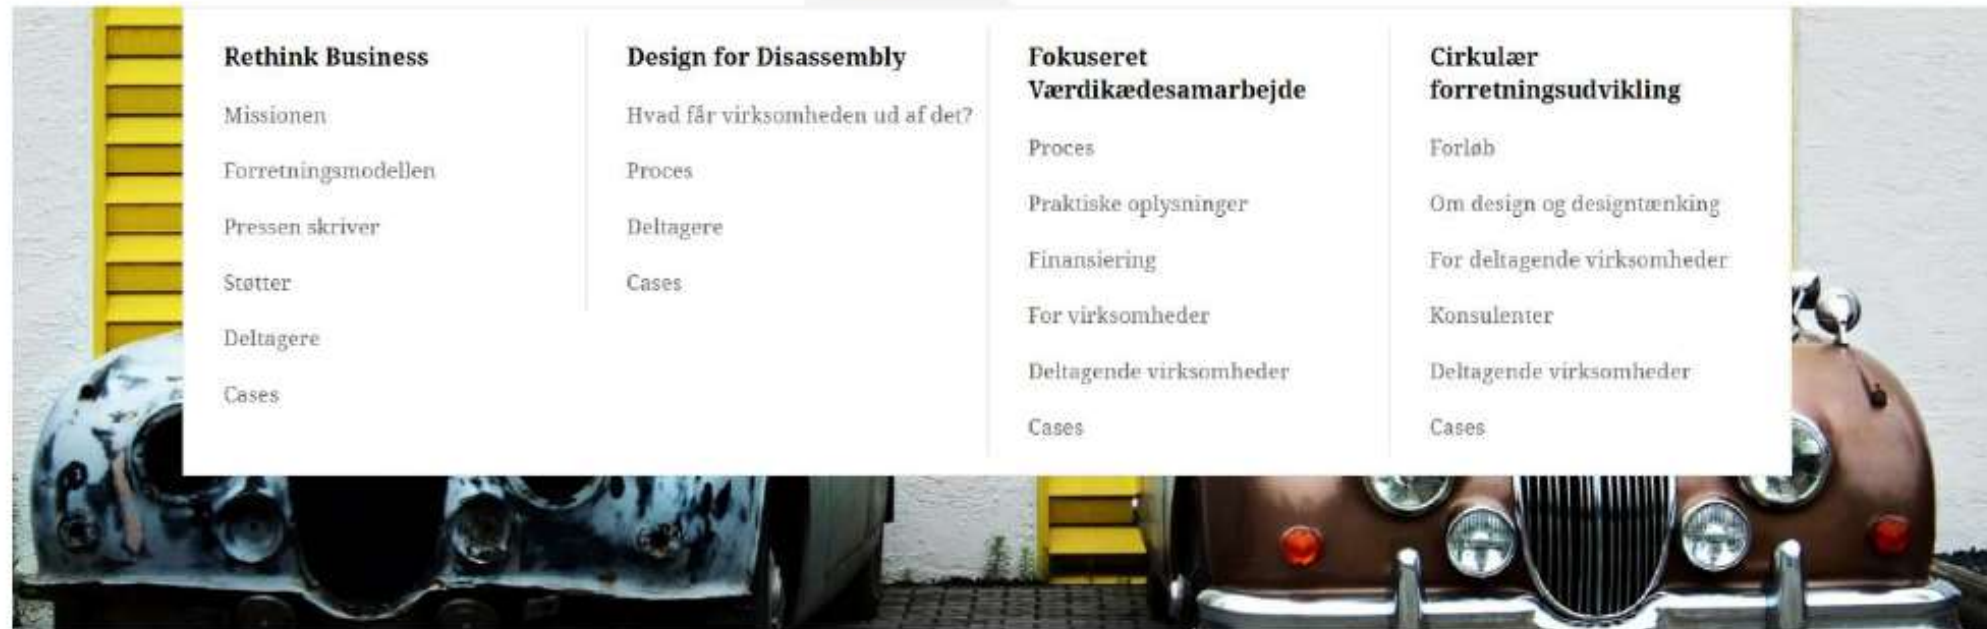 Rethink Business
Missionen
Forretningsmodellen
Pressen skriver
Støtter
Deltagere
Cases
Design for Disassembly
Hvad får virksomheden ud af det?
Proces
Deltagere
Cases
Fokuseret
Værdikædesamarbejde
Proces
Praktiske oplysninger
Finansiering
For virksomheder
Deltagende virksomheder
Cases
Cirkulær
forretningsudvikling
Forløb
Om design og designtænking
For deltagende virksomheder
Konsulenter
Deltagende virksomheder
Cases